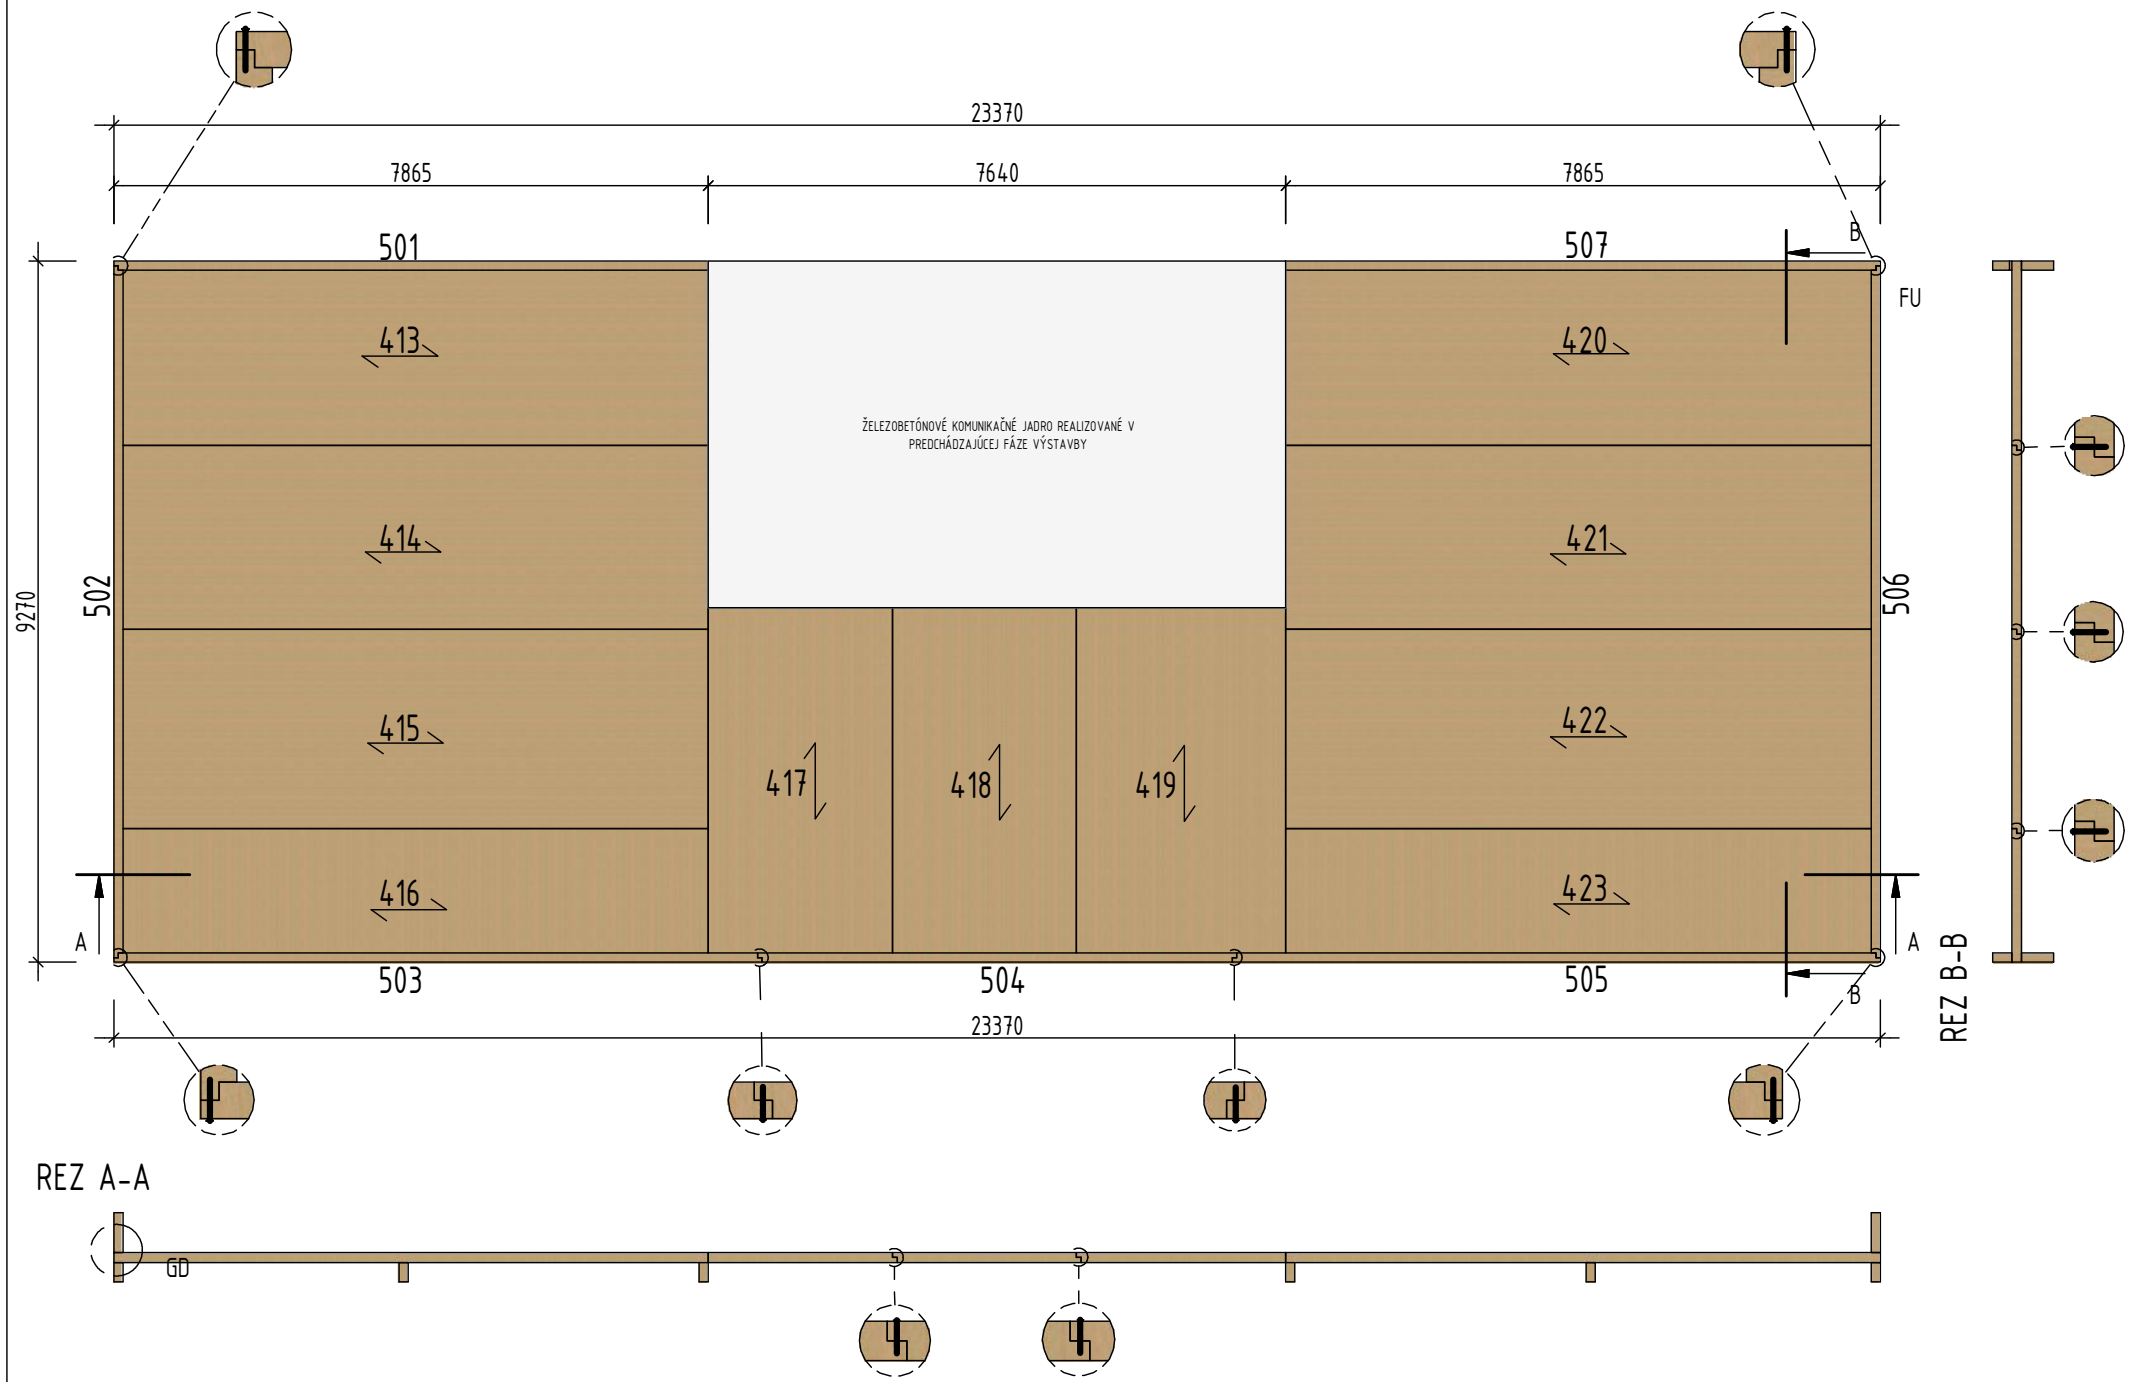 23370
7865
7640
7865
501
507
B
FU
413
420
ŽELEZOBETÓNOVÉ KOMUNIKAČNÉ JADRO REALIZOVANÉ V
PREDCHÁDZAJÚCEJ FÁZE VÝSTAVBY
414
421
9270
502
506
415
422
417
418
419
416
423
A
A
503
504
505
B
REZ B-B
23370
REZ A-A
GD